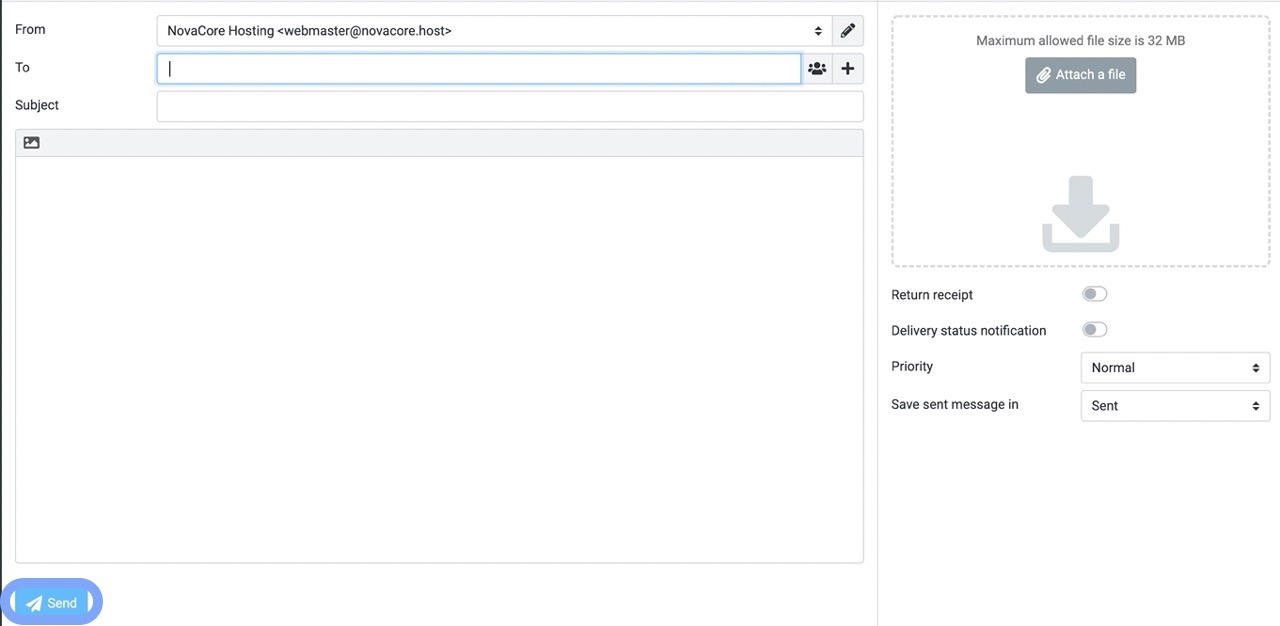 From
NovaCore Hosting <webmaster@novacore.host>
To
Subject
Send
Maximum allowed file size is 32 MB
Attach a file
Return receipt
Delivery status notification
Priority
Normal
Save sent message in
Sent